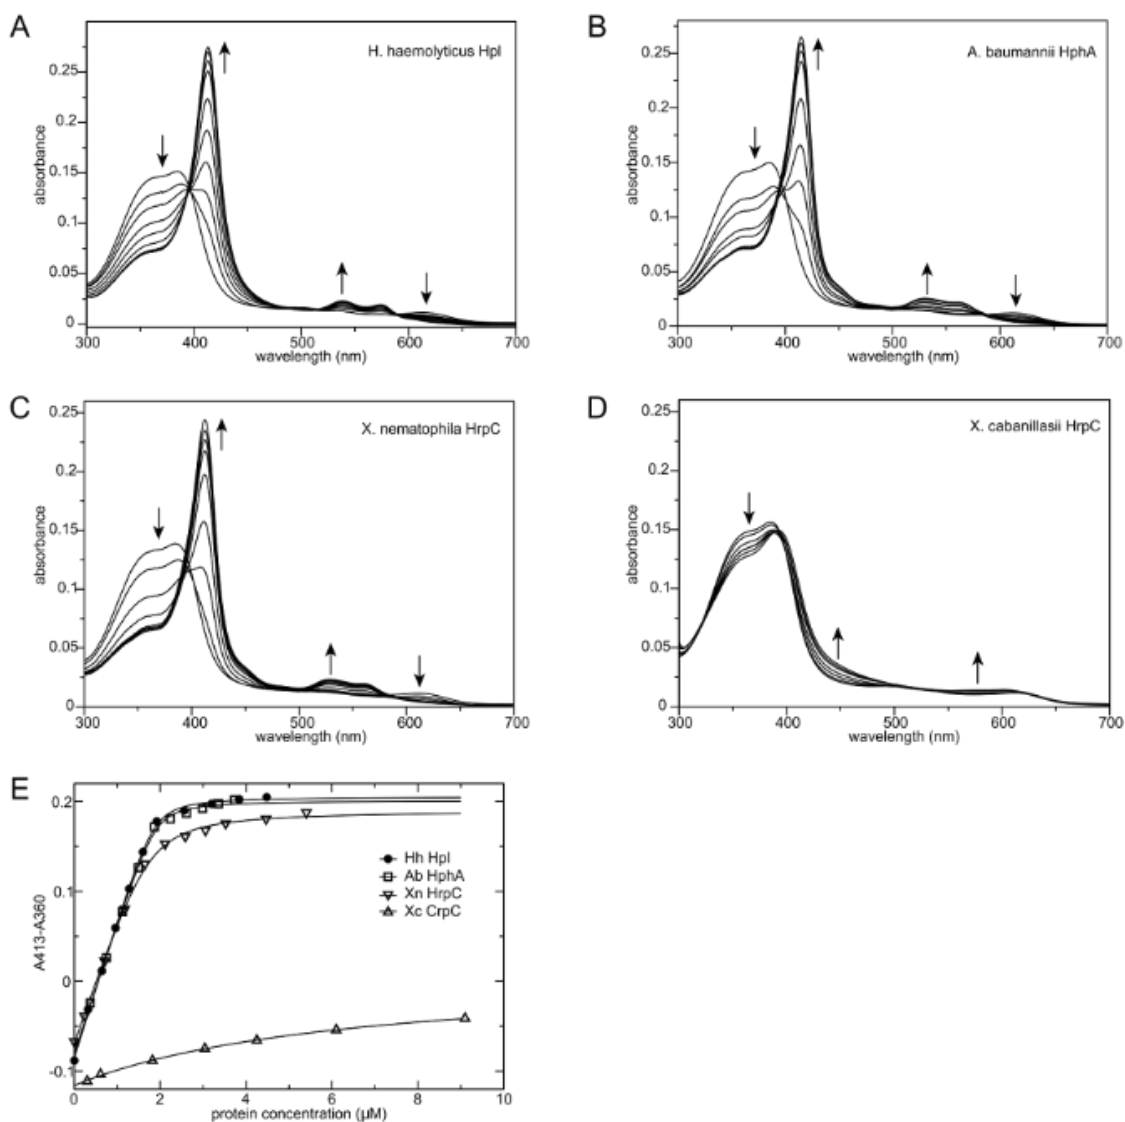 A
H. haemolyticus Hpl
absorbance
0.25
0.2
0.15
0.1
0.05
0
300 400 500 600 700
wavelength (nm)
B
A. baumannii HphA
absorbance
0.25
0.2
0.15
0.1
0.05
0
300 400 500 600 700
wavelength (nm)
C
X. nematophila HrpC
absorbance
0.25
0.2
0.15
0.1
0.05
0
300 400 500 600 700
wavelength (nm)
D
X. cabanillasii HrpC
absorbance
0.25
0.2
0.15
0.1
0.05
0
300 400 500 600 700
wavelength (nm)
E
A413-A360
0.2
0.1
0
-0.1
Hh Hpl
Ab HphA
Xn HrpC
Xc CrpC
0 2 4 6 8 10
protein concentration (µM)